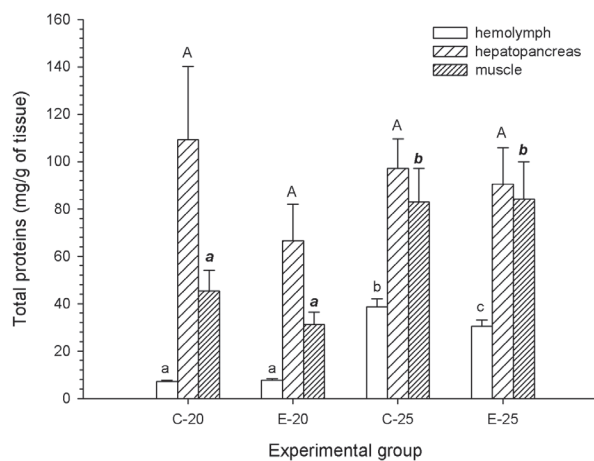 Total proteins (mg/g of tissue)
160
140
120
100
80
60
40
20
0
hemolymph
hepatopancreas
muscle
a
A
a
a
A
a
b
A
b
c
A
b
C-20
E-20
C-25
E-25
Experimental group